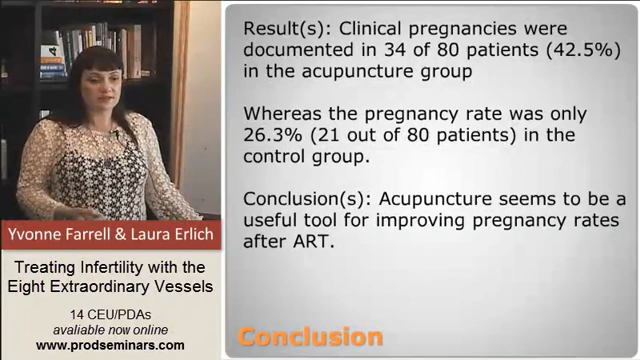 Result(s): Clinical pregnancies were
documented in 34 of 80 patients (42.5%)
in the acupuncture group
Whereas the pregnancy rate was only
26.3% (21 out of 80 patients) in the
control group.
Conclusion(s): Acupuncture seems to be a
useful tool for improving pregnancy rates
after ART.
Conclusion
Yvonne Farrell & Laura Erlich
Treating Infertility with the
Eight Extraordinary Vessels
14 CEU/PDAs
avaliable now online
www.prodseminars.com